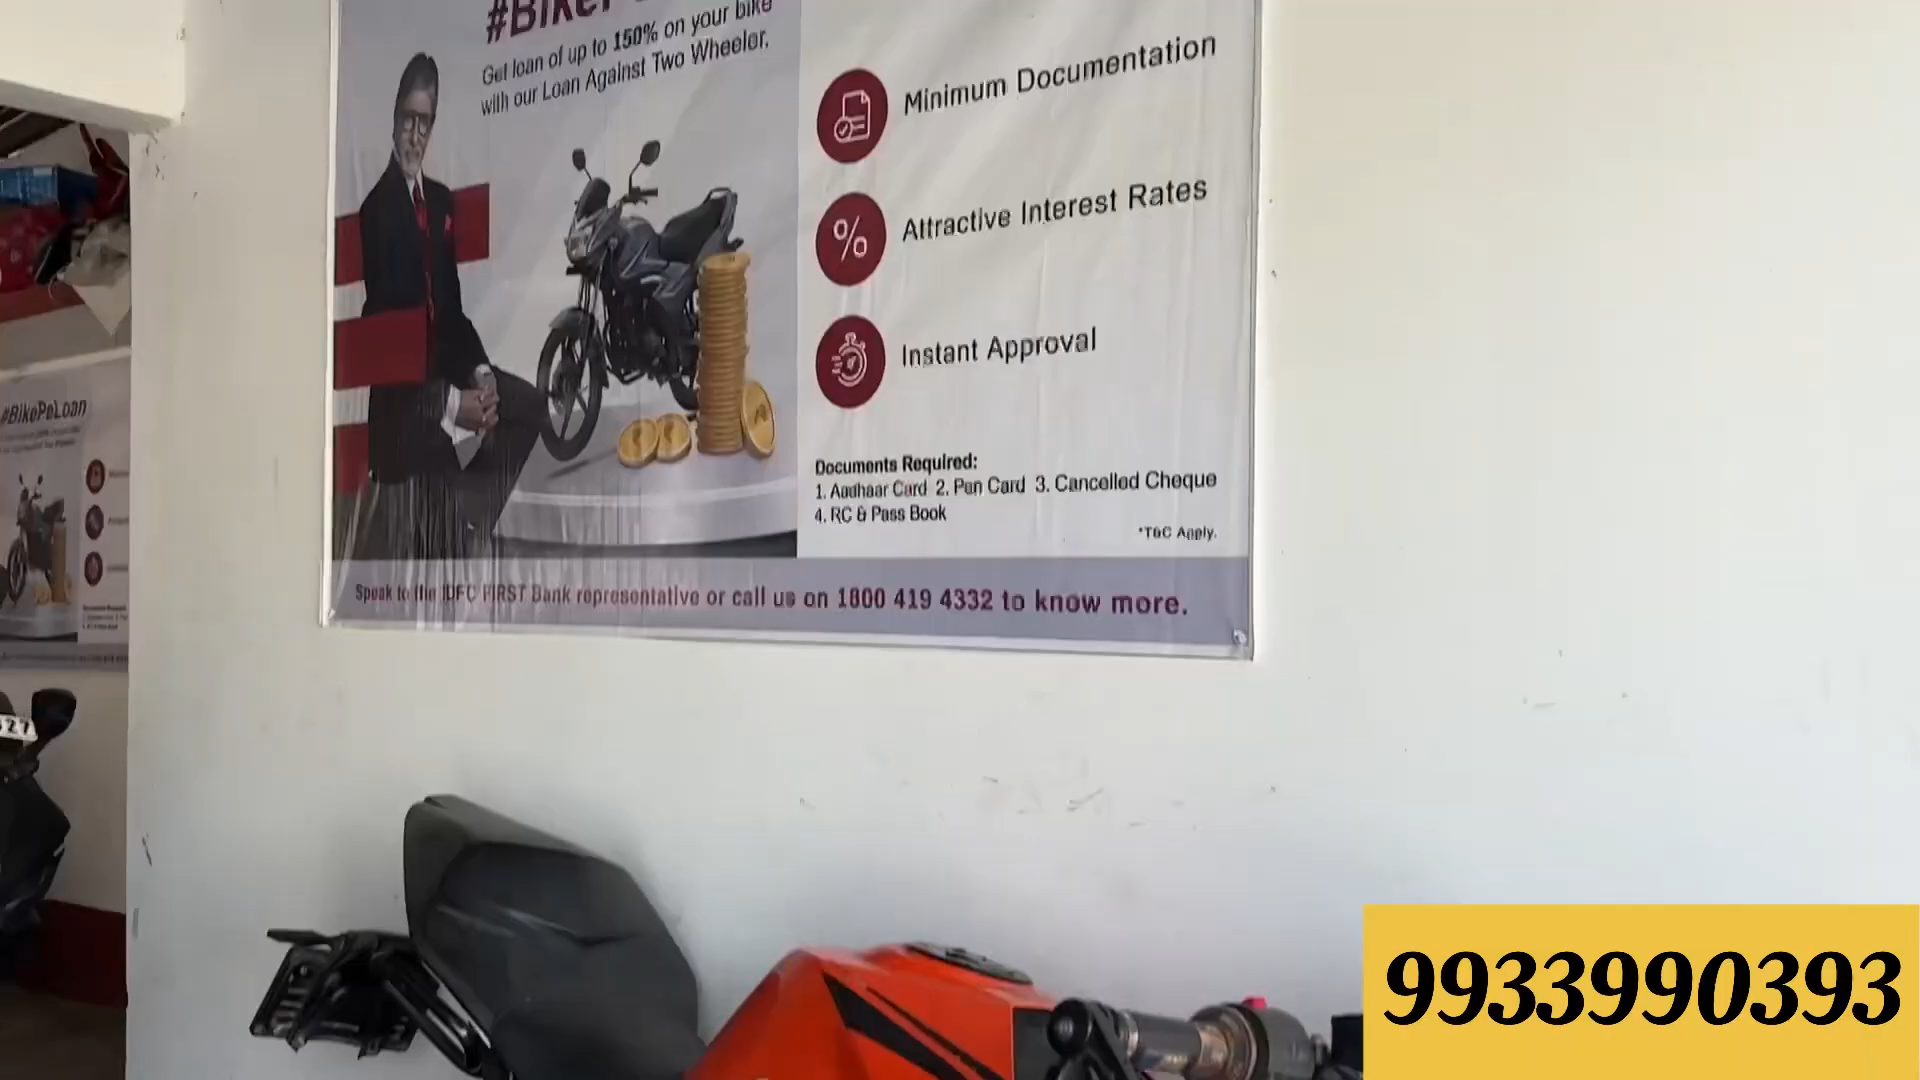 Get loan of up to 150% on your bike
with our Loan Against Two Wheeler.
Minimum Documentation
%
Attractive Interest Rates
Instant Approval
Documents Required:
1. Aadhaar Card 2. Pan Card 3. Cancelled Cheque
4. RC & Pass Book
*T&C Apply.
Speak to the IDFC FIRST Bank representative or call us on 1800 419 4332 to know more.
#BikePeLoan
9933990393